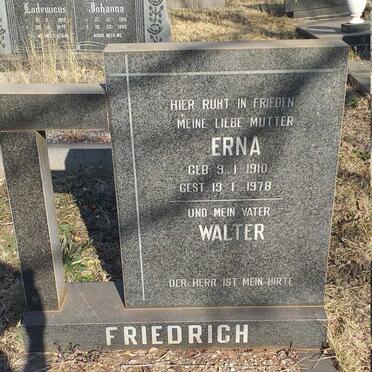 Lodewicus
Johanna
HIER RUHT IN FRIEDEN
MEINE LIEBE MUTTER
ERNA
GEB. 9.1.1910
GEST. 19.1.1978
UND MEIN VATER
WALTER
DER HERR IST MEIN HIRTE
FRIEDRICH